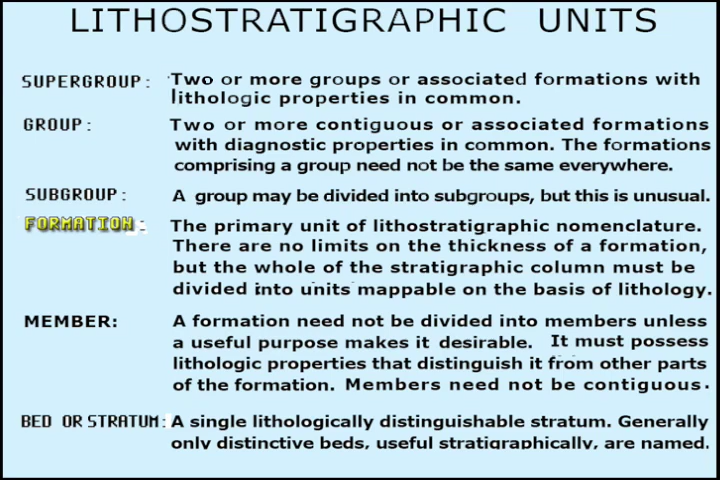 LITHOSTRATIGRAPHIC UNITS
SUPERGROUP: Two or more groups or associated formations with
lithologic properties in common.
GROUP: Two or more contiguous or associated formations
with diagnostic properties in common. The formations
comprising a group need not be the same everywhere.
SUBGROUP: A group may be divided into subgroups, but this is unusual.
FORMATION: The primary unit of lithostratigraphic nomenclature.
There are no limits on the thickness of a formation,
but the whole of the stratigraphic column must be
divided into units mappable on the basis of lithology.
MEMBER: A formation need not be divided into members unless
a useful purpose makes it desirable. It must possess
lithologic properties that distinguish it from other parts
of the formation. Members need not be contiguous.
BED OR STRATUM: A single lithologically distinguishable stratum. Generally
only distinctive beds, useful stratigraphically, are named.